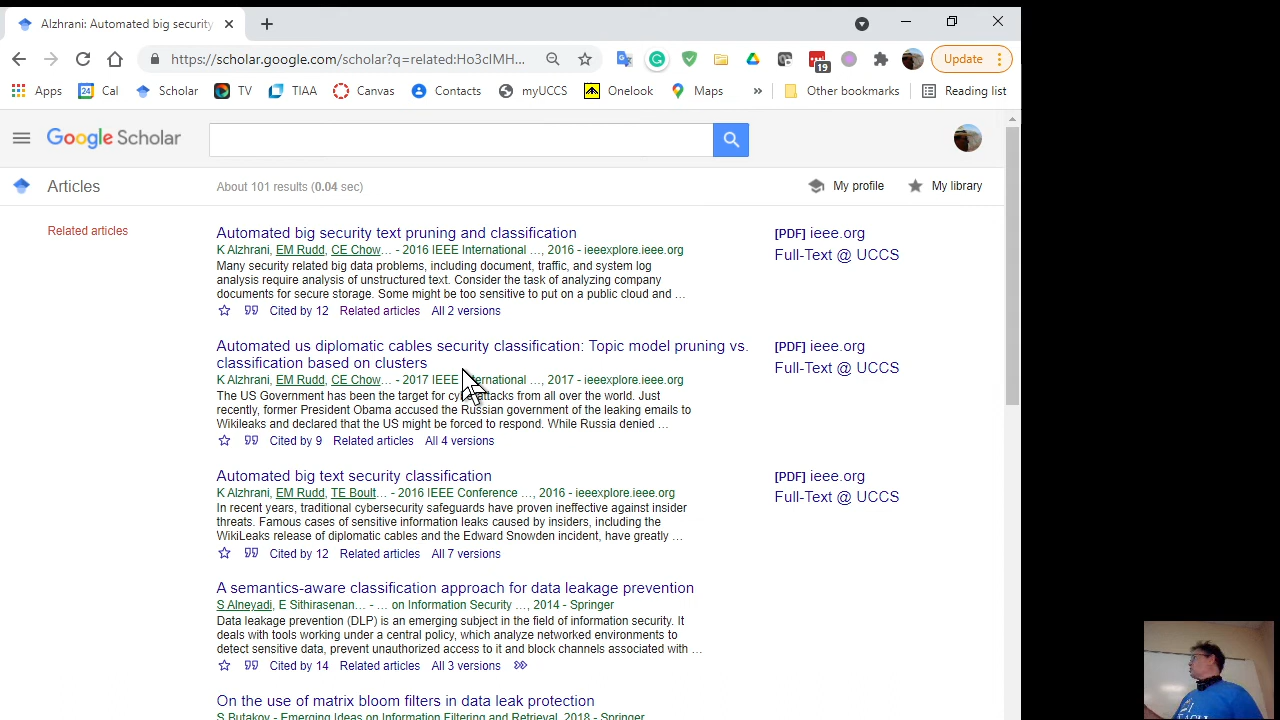 Alzhrani: Automated big security
https://scholar.google.com/scholar?q=related:Ho3cIMH...
19
Update
Apps
24
Cal
Scholar
TV
TIAA
Canvas
Contacts
myUCCS
Onelook
Maps
»
Other bookmarks
Reading list
Google Scholar
Articles
About 101 results (0.04 sec)
My profile
My library
Related articles
Automated big security text pruning and classification
K Alzhrani, EM Rudd, CE Chow... - 2016 IEEE International ..., 2016 - ieeexplore.ieee.org
Many security related big data problems, including document, traffic, and system log
analysis require analysis of unstructured text. Consider the task of analyzing company
documents for secure storage. Some might be too sensitive to put on a public cloud and ...
Cited by 12 Related articles All 2 versions
[PDF] ieee.org
Full-Text @ UCCS
Automated us diplomatic cables security classification: Topic model pruning vs.
classification based on clusters
K Alzhrani, EM Rudd, CE Chow... - 2017 IEEE International ..., 2017 - ieeexplore.ieee.org
The US Government has been the target for cyber attacks from all over the world. Just
recently, former President Obama accused the Russian government of the leaking emails to
Wikileaks and declared that the US might be forced to respond. While Russia denied ...
Cited by 9 Related articles All 4 versions
[PDF] ieee.org
Full-Text @ UCCS
Automated big text security classification
K Alzhrani, EM Rudd, TE Boult... - 2016 IEEE Conference ..., 2016 - ieeexplore.ieee.org
In recent years, traditional cybersecurity safeguards have proven ineffective against insider
threats. Famous cases of sensitive information leaks caused by insiders, including the
WikiLeaks release of diplomatic cables and the Edward Snowden incident, have greatly ...
Cited by 12 Related articles All 7 versions
[PDF] ieee.org
Full-Text @ UCCS
A semantics-aware classification approach for data leakage prevention
S Alneyadi, E Sithirasenan... - ... on Information Security ..., 2014 - Springer
Data leakage prevention (DLP) is an emerging subject in the field of information security. It
deals with tools working under a central policy, which analyze networked environments to
detect sensitive data, prevent unauthorized access to it and block channels associated with ...
Cited by 14 Related articles All 3 versions
On the use of matrix bloom filters in data leak protection
S Butakov - Emerging Ideas on Information Filtering and Retrieval, 2018 - Springer